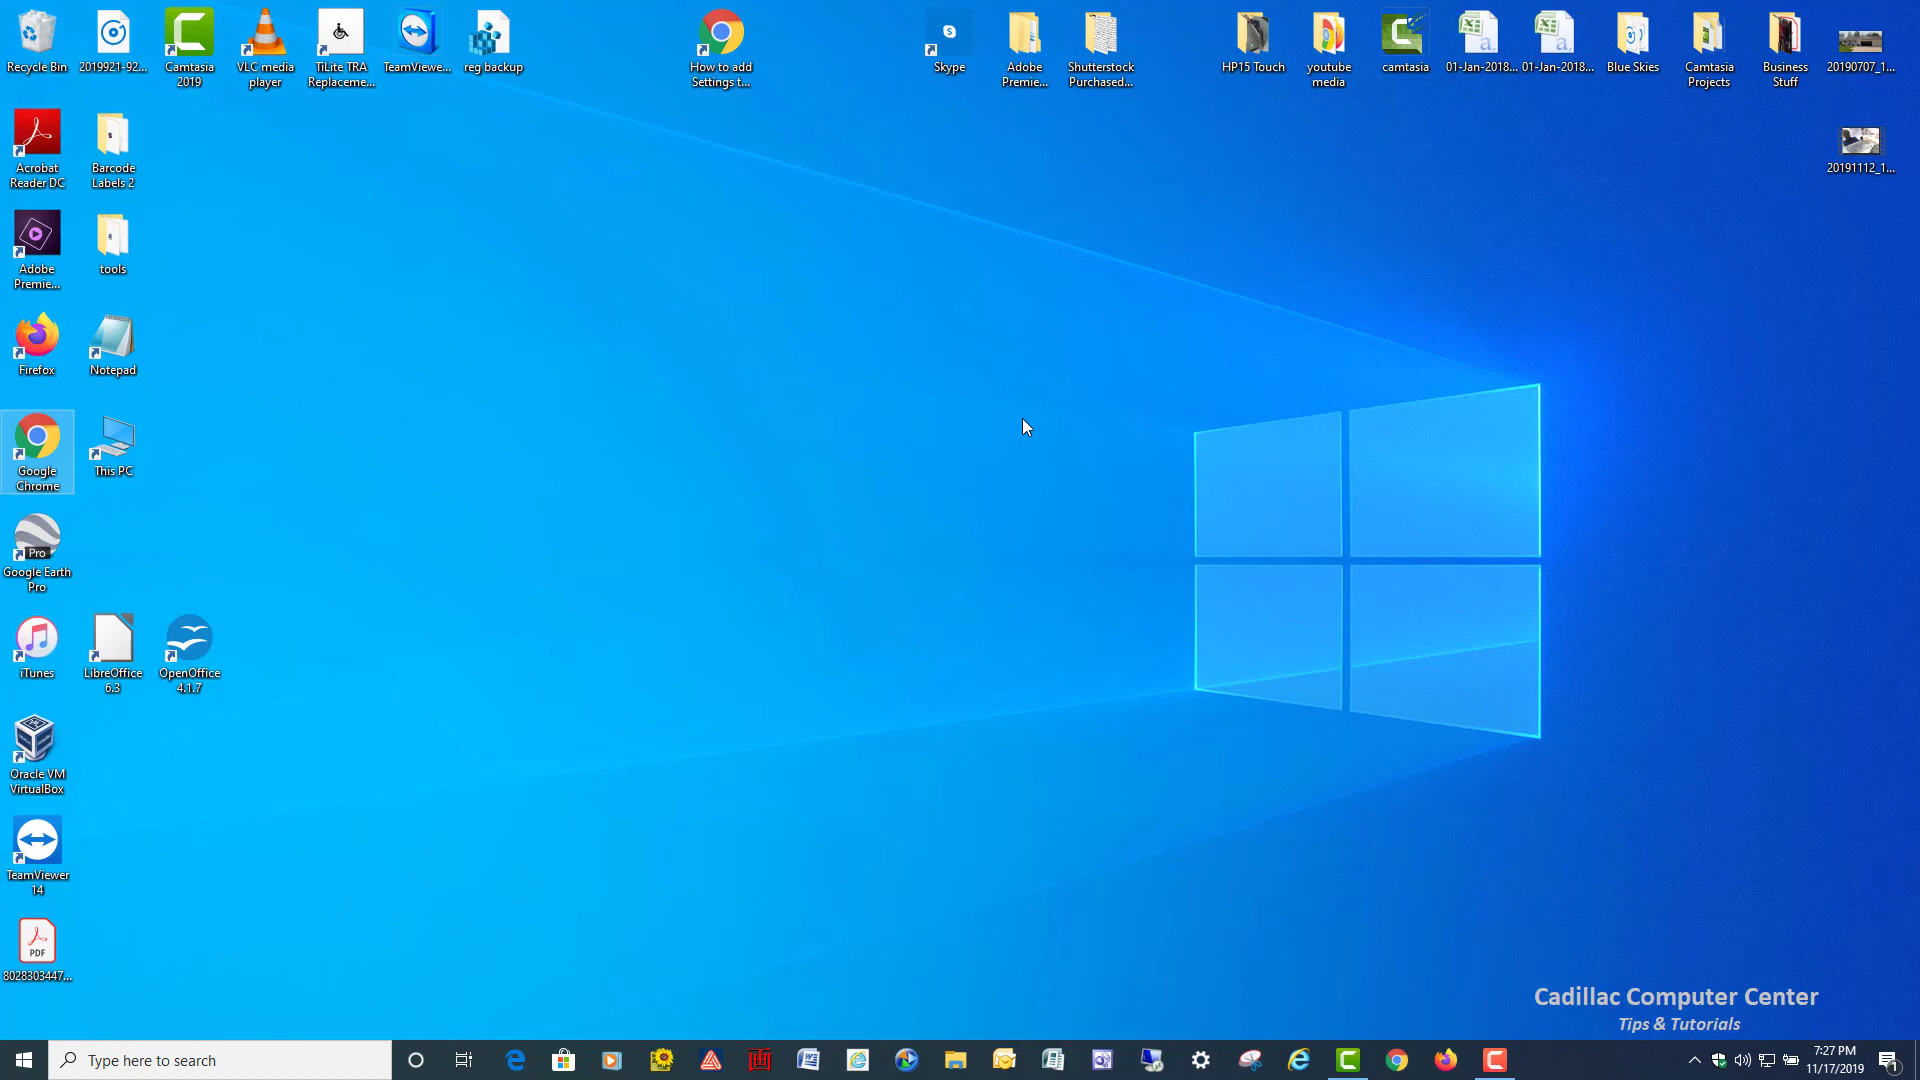 Recycle Bin
2019921-92...
Camtasia
2019
VLC media
player
TiLite TRA
Replaceme...
TeamViewe...
reg backup
How to add
Settings t...
Skype
Adobe
Premie...
Shutterstock
Purchased...
HP15 Touch
youtube
media
camtasia
01-Jan-2018...
01-Jan-2018...
Blue Skies
Camtasia
Projects
Business
Stuff
20190707_1...
Acrobat
Reader DC
Barcode
Labels 2
20191112_1...
Adobe
Premie...
tools
Firefox
Notepad
Google
Chrome
This PC
Pro
Google Earth
Pro
iTunes
LibreOffice
6.3
OpenOffice
4.1.7
Oracle VM
VirtualBox
TeamViewer
14
PDF
8028303447...
Cadillac Computer Center
Tips & Tutorials
Type here to search
7:27 PM
11/17/2019
1